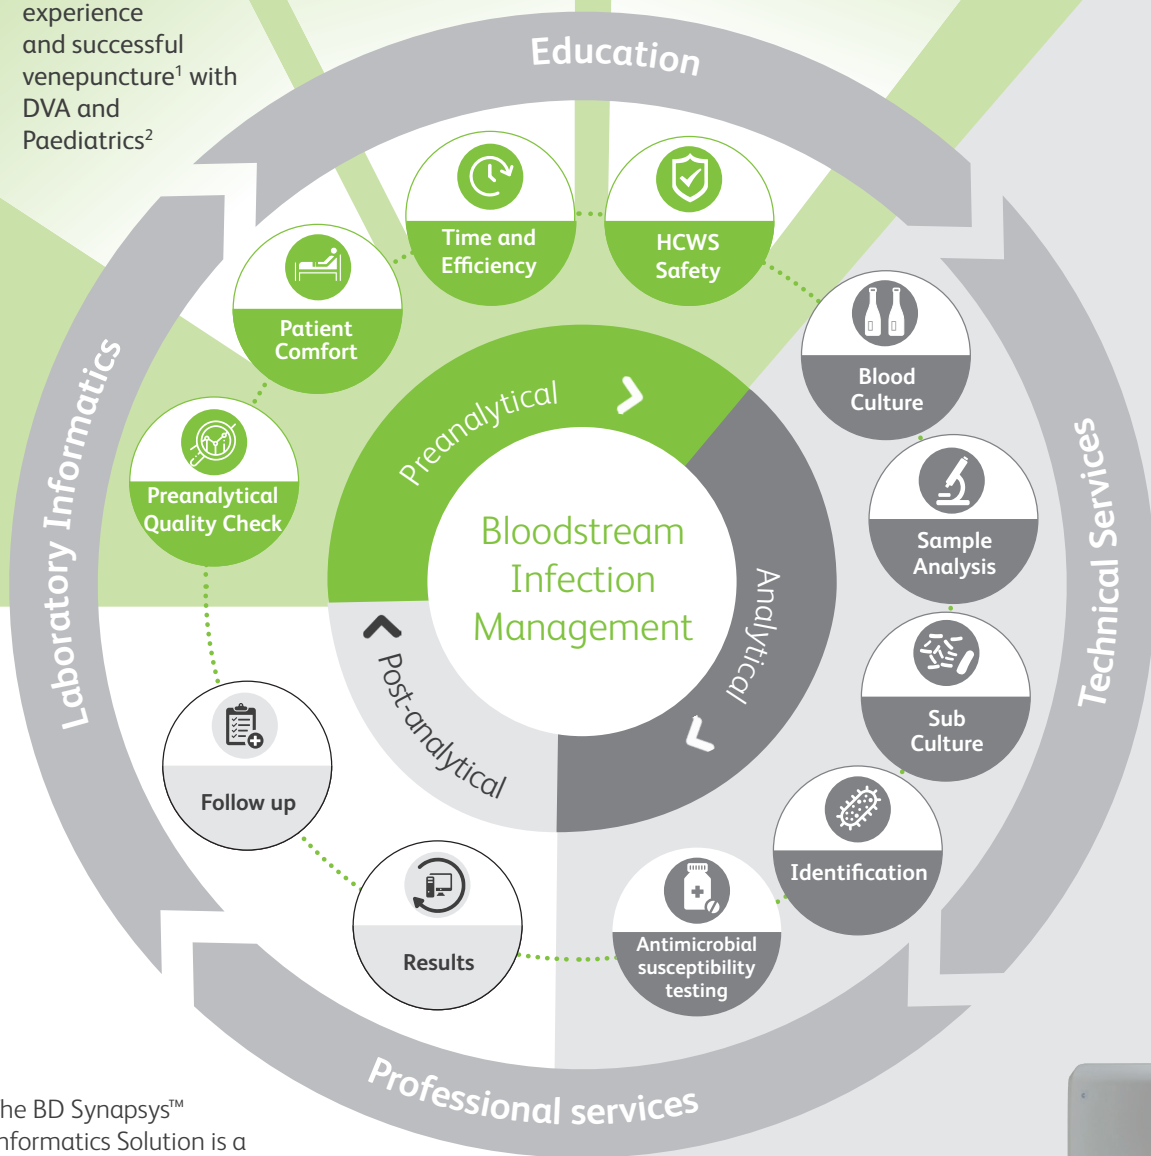 experience
and successful
venepuncture¹ with
DVA and
Paediatrics²
Education
Time and
Efficiency
HCWS
Safety
Patient
Comfort
Blood
Culture
Preanalytical
Quality Check
Preanalytical
Laboratory Informatics
Technical Services
Sample
Analysis
Bloodstream
Infection
Management
Analytical
Post-analytical
Sub
Culture
Follow up
Identification
Results
Antimicrobial
susceptibility
testing
Professional services
he BD Synapsys™
nformatics Solution is a